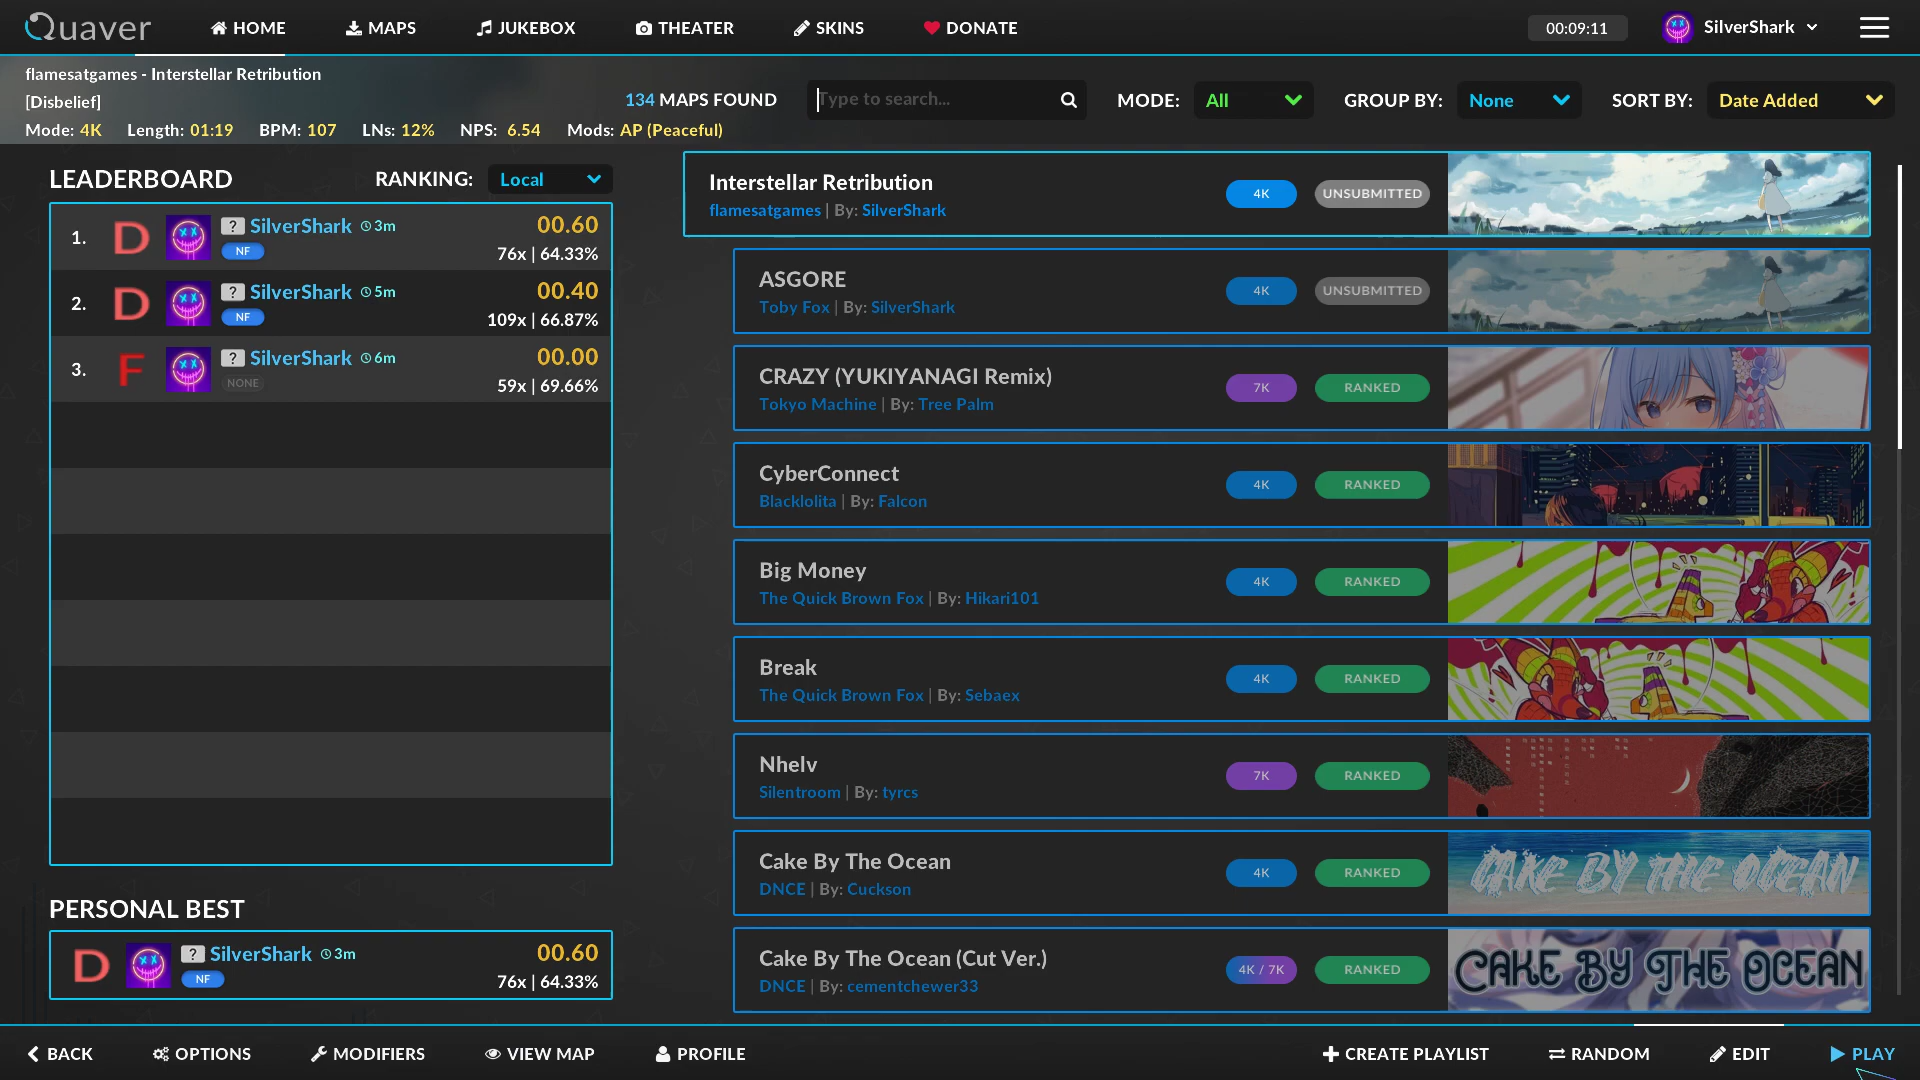 Quaver
HOME
MAPS
JUKEBOX
THEATER
SKINS
DONATE
00:09:11
SilverShark
flamesatgames - Interstellar Retribution
[Disbelief]
Mode: 4K Length: 01:19 BPM: 107 LNs: 12% NPS: 6.54 Mods: AP (Peaceful)
134 MAPS FOUND
Type to search...
MODE: All
GROUP BY: None
SORT BY: Date Added
LEADERBOARD
RANKING: Local
1. D ? SilverShark 3m 00.60
NF 76x | 64.33%
2. D ? SilverShark 5m 00.40
NF 109x | 66.87%
3. F ? SilverShark 6m 00.00
NONE 59x | 69.66%
PERSONAL BEST
D ? SilverShark 3m 00.60
NF 76x | 64.33%
Interstellar Retribution
flamesatgames | By: SilverShark
4K UNSUBMITTED
ASGORE
Toby Fox | By: SilverShark
4K UNSUBMITTED
CRAZY (YUKIYANAGI Remix)
Tokyo Machine | By: Tree Palm
7K RANKED
CyberConnect
Blacklolita | By: Falcon
4K RANKED
Big Money
The Quick Brown Fox | By: Hikari101
4K RANKED
Break
The Quick Brown Fox | By: Sebaex
4K RANKED
Nhelv
Silentroom | By: tyrcs
7K RANKED
Cake By The Ocean
DNCE | By: Cuckson
4K RANKED
CAKE BY THE OCEAN
Cake By The Ocean (Cut Ver.)
DNCE | By: cementchewer33
4K / 7K RANKED
CAKE BY THE OCEAN
BACK
OPTIONS
MODIFIERS
VIEW MAP
PROFILE
CREATE PLAYLIST
RANDOM
EDIT
PLAY